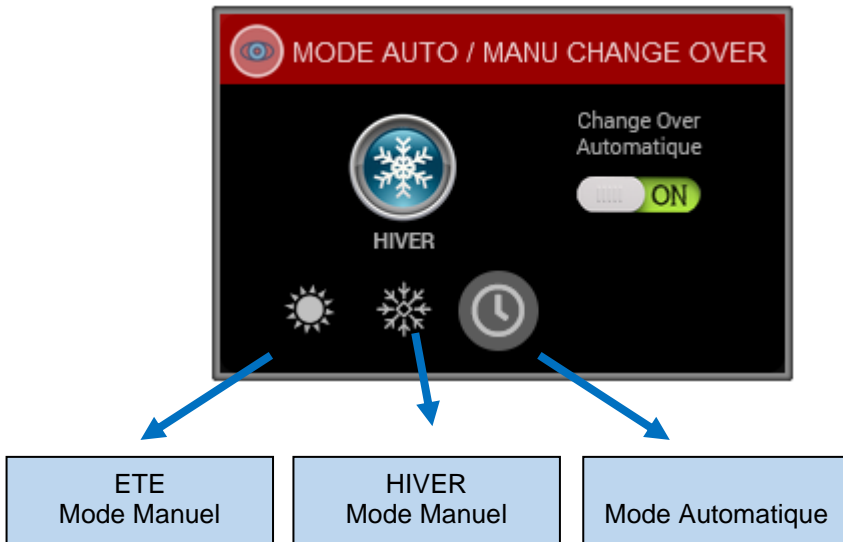 MODE AUTO / MANU CHANGE OVER
Change Over
Automatique
ON
HIVER
ETE
Mode Manuel
HIVER
Mode Manuel
Mode Automatique